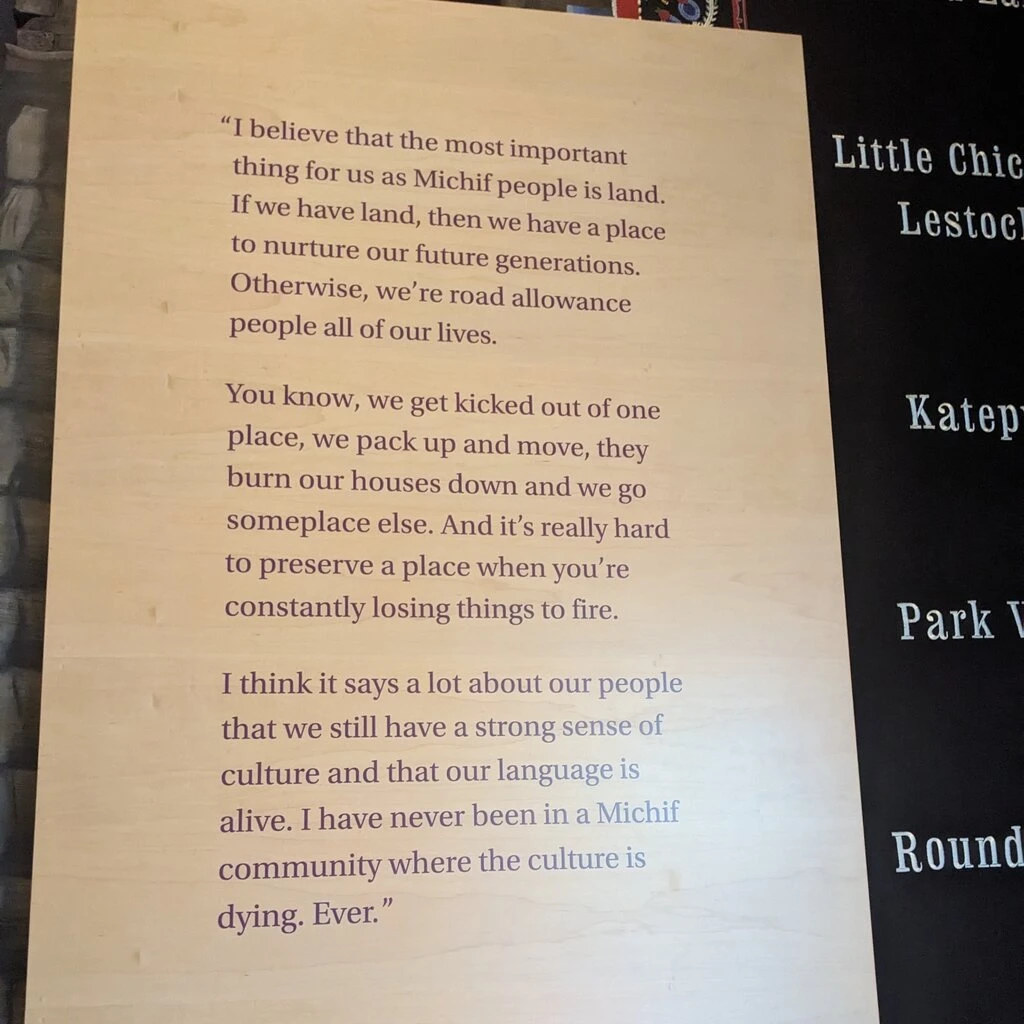 “I believe that the most important
thing for us as Michif people is land.
If we have land, then we have a place
to nurture our future generations.
Otherwise, we’re road allowance
people all of our lives.
You know, we get kicked out of one
place, we pack up and move, they
burn our houses down and we go
someplace else. And it’s really hard
to preserve a place when you’re
constantly losing things to fire.
I think it says a lot about our people
that we still have a strong sense of
culture and that our language is
alive. I have never been in a Michif
community where the culture is
dying. Ever.”
Little Chic
Lestoc
Katep
Park
Round